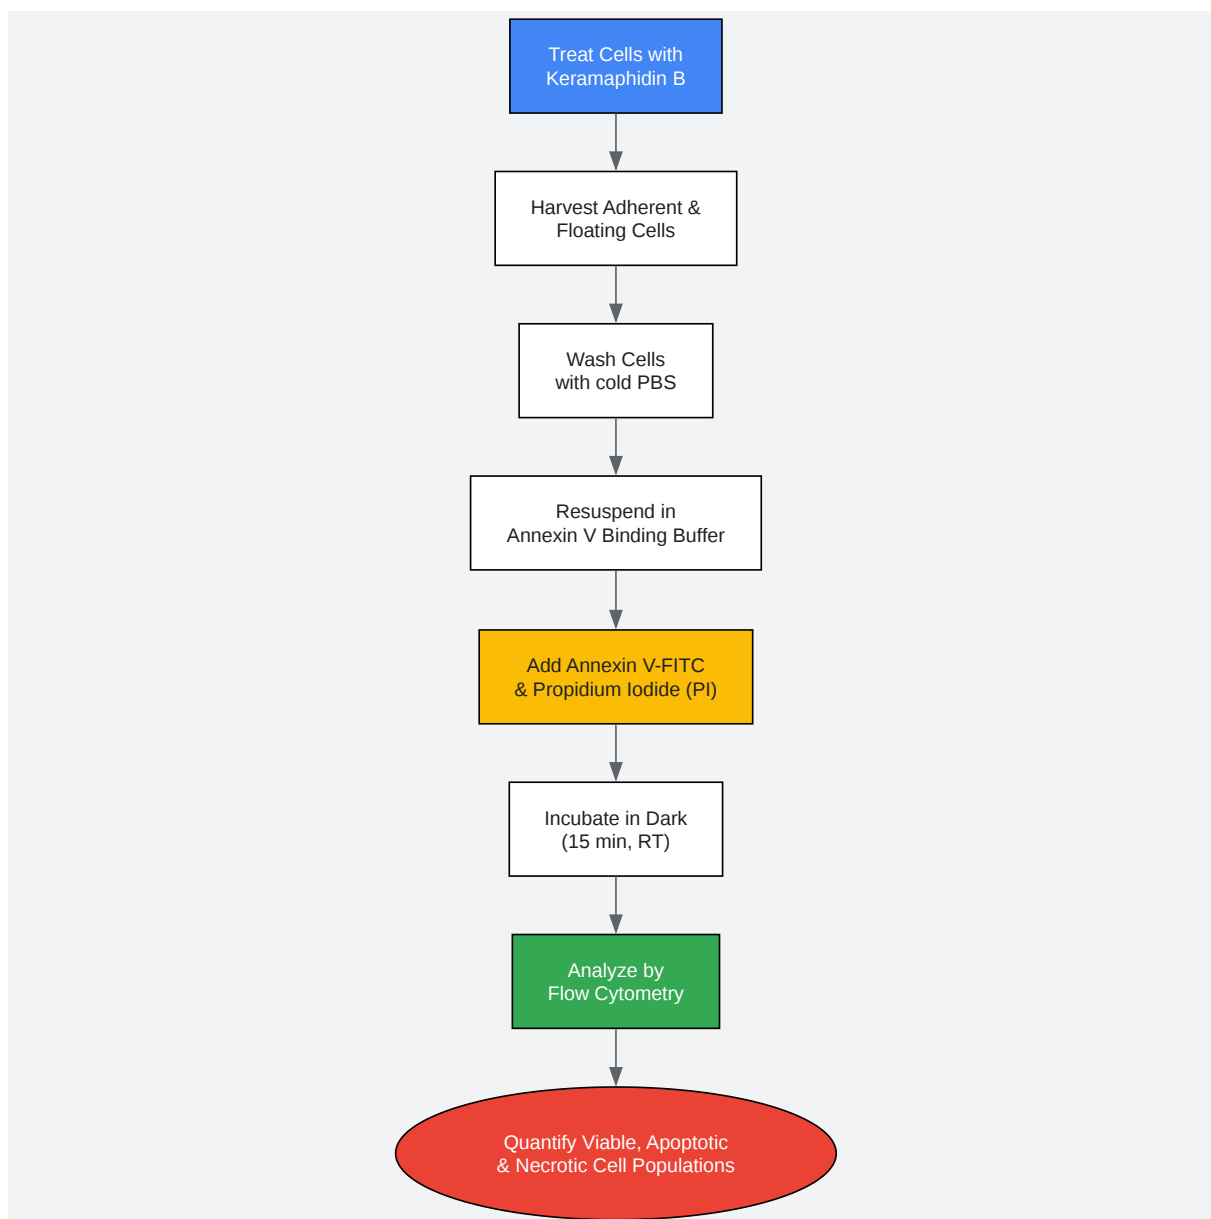 Treat Cells with
Keramaphidin B
Harvest Adherent &
Floating Cells
Wash Cells
with cold PBS
Resuspend in
Annexin V Binding Buffer
Add Annexin V-FITC
& Propidium Iodide (PI)
Incubate in Dark
(15 min, RT)
Analyze by
Flow Cytometry
Quantify Viable, Apoptotic
& Necrotic Cell Populations